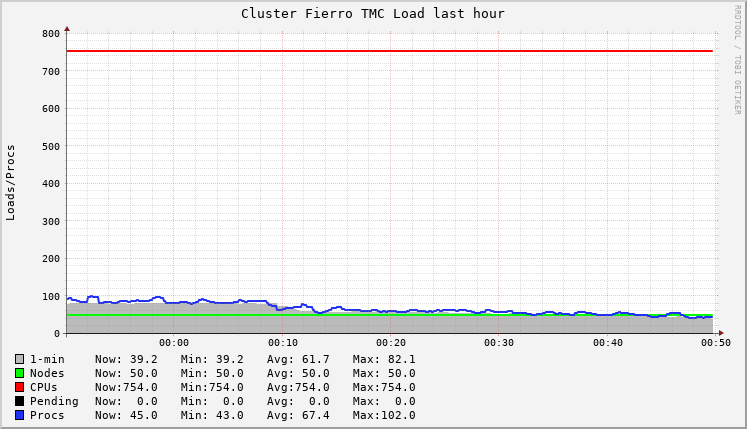 Cluster Fierro TMC Load last hour
RRDTOOL / TOBI OETIKER
Loads/Procs
800
700
600
500
400
300
200
100
0
00:00 00:10 00:20 00:30 00:40 00:50
1-min Now: 39.2 Min: 39.2 Avg: 61.7 Max: 82.1
Nodes Now: 50.0 Min: 50.0 Avg: 50.0 Max: 50.0
CPUs Now:754.0 Min:754.0 Avg:754.0 Max:754.0
Pending Now: 0.0 Min: 0.0 Avg: 0.0 Max: 0.0
Procs Now: 45.0 Min: 43.0 Avg: 67.4 Max:102.0